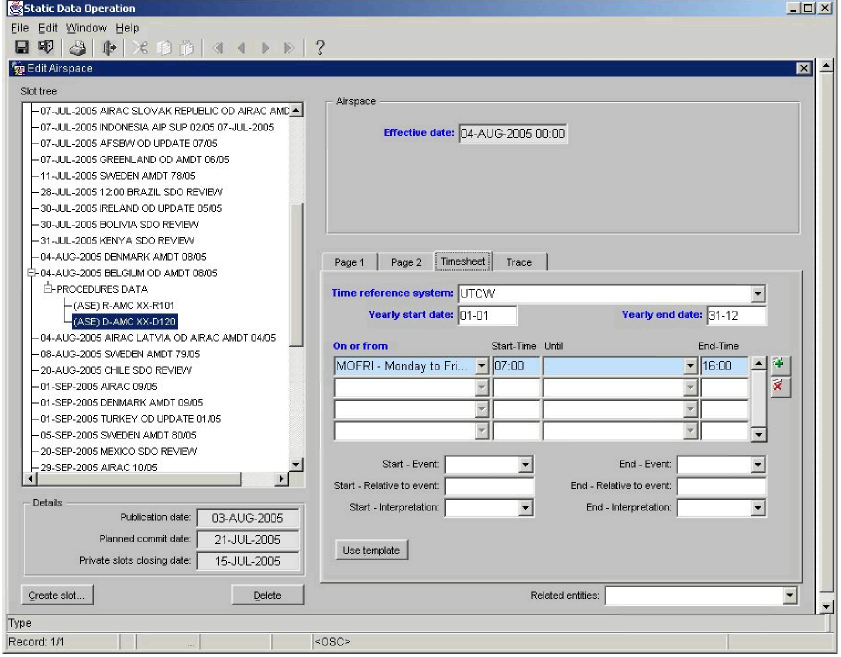 Static Data Operation
File Edit Window Help
Edit Airspace
Slot tree
07-JUL-2005 AIRAC SLOVAK REPUBLIC OD AIRAC AMD
07-JUL-2005 INDONESIA AIP SUP 02/05 07-JUL-2005
07-JUL-2005 AFSBW OD UPDATE 07/05
07-JUL-2005 GREENLAND OD AMDT 06/05
11-JUL-2005 SWEDEN AMDT 78/05
28-JUL-2005 12:00 BRAZIL SDO REVIEW
30-JUL-2005 IRELAND OD UPDATE 05/05
30-JUL-2005 BOLIVIA SDO REVIEW
31-JUL-2005 KENYA SDO REVIEW
04-AUG-2005 DENMARK AMDT 08/05
04-AUG-2005 BELGIUM OD AMDT 08/05
PROCEDURES DATA
(ASE) R-AMC XX-R101
(ASE) D-AMC XX-D120
04-AUG-2005 AIRAC LATVIA OD AIRAC AMDT 04/05
08-AUG-2005 SWEDEN AMDT 79/05
20-AUG-2005 CHILE SDO REVIEW
01-SEP-2005 AIRAC 09/05
01-SEP-2005 DENMARK AMDT 09/05
01-SEP-2005 TURKEY OD UPDATE 01/05
05-SEP-2005 SWEDEN AMDT 80/05
20-SEP-2005 MEXICO SDO REVIEW
29-SEP-2005 AIRAC 10/05
Details
Publication date: 03-AUG-2005
Planned commit date: 21-JUL-2005
Private slots closing date: 15-JUL-2005
Create slot... Delete
Airspace
Effective date: 04-AUG-2005 00:00
Page 1 Page 2 Timesheet Trace
Time reference system: UTCW
Yearly start date: 01-01 Yearly end date: 31-12
On or from Start-Time Until End-Time
MOFRI - Monday to Fri... 07:00 16:00
Start - Event: End - Event:
Start - Relative to event: End - Relative to event:
Start - Interpretation: End - Interpretation:
Use template
Related entities:
Type
Record: 1/1 ... <OSC>